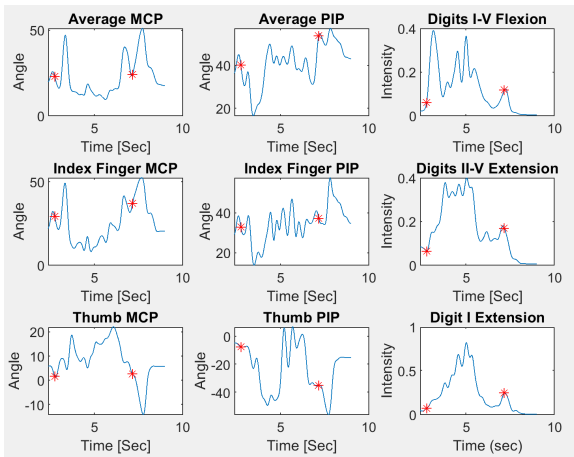 Average MCP Average PIP Digits I-V Flexion
50
0
Angle
5 10
Time [Sec]
40
20
Angle
5 10
Time [Sec]
0.4
0.2
0
Intensity
5 10
Time [Sec]
Index Finger MCP Index Finger PIP Digits II-V Extension
50
0
Angle
5 10
Time [Sec]
40
20
Angle
5 10
Time [Sec]
0.4
0.2
0
Intensity
5 10
Time [Sec]
Thumb MCP Thumb PIP Digit I Extension
20
10
0
-10
Angle
5 10
Time [Sec]
0
-20
-40
Angle
5 10
Time [Sec]
1
0.5
0
Intensity
5 10
Time (sec)